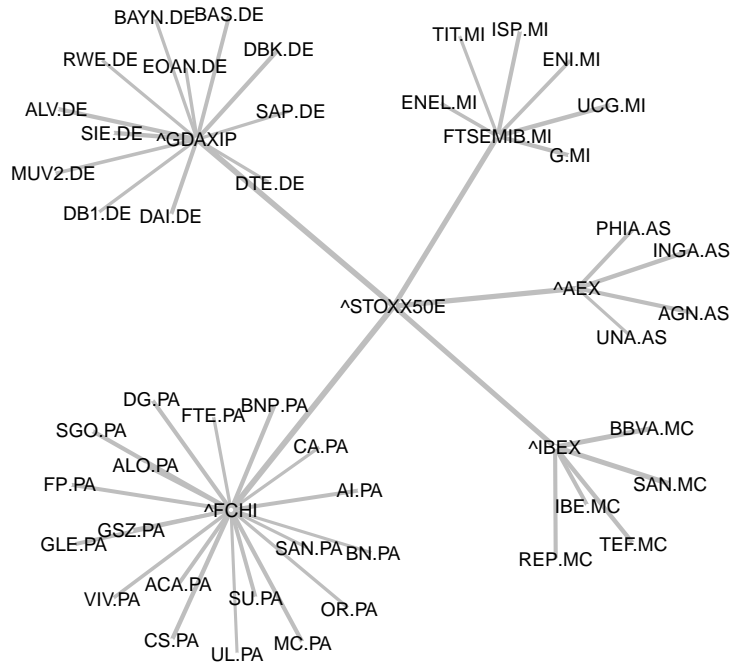 BAYN.DE
BAS.DE
RWE.DE
EOAN.DE
DBK.DE
ALV.DE
SIE.DE
^GDAXIP
SAP.DE
MUV2.DE
DTE.DE
DB1.DE
DAI.DE
TIT.MI
ISP.MI
ENI.MI
ENEL.MI
UCG.MI
FTSEMIB.MI
G.MI
PHIA.AS
INGA.AS
^AEX
AGN.AS
UNA.AS
^STOXX50E
DG.PA
FTE.PA
BNP.PA
SGO.PA
CA.PA
ALO.PA
FP.PA
AI.PA
^FCHI
GSZ.PA
GLE.PA
SAN.PA
BN.PA
ACA.PA
VIV.PA
SU.PA
OR.PA
CS.PA
UL.PA
MC.PA
BBVA.MC
^IBEX
SAN.MC
IBE.MC
TEF.MC
REP.MC